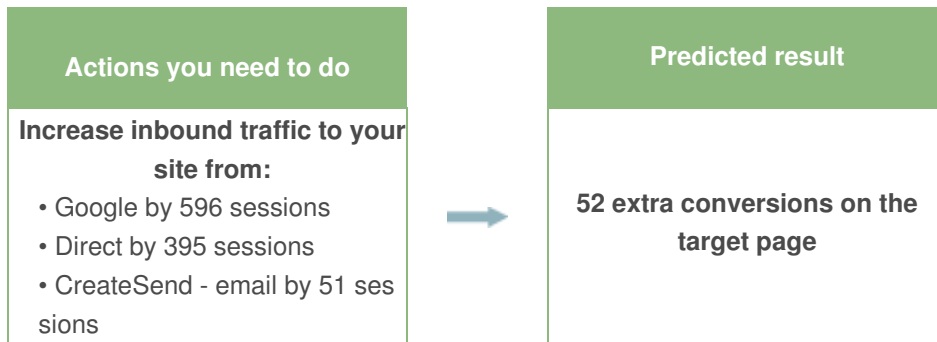 Actions you need to do
Increase inbound traffic to your
site from:
• Google by 596 sessions
• Direct by 395 sessions
• CreateSend - email by 51 ses
sions
Predicted result
52 extra conversions on the
target page